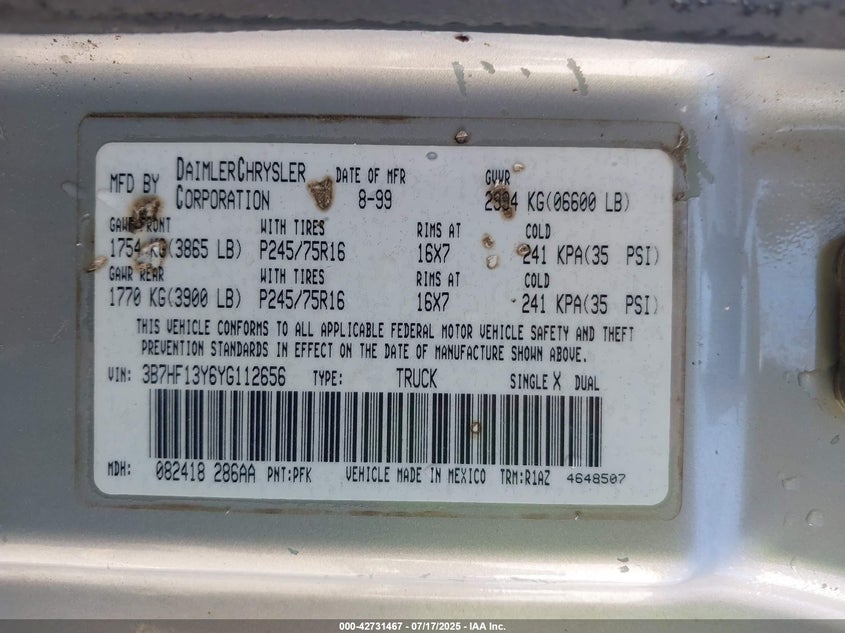 MFD BY DAIMLERCHRYSLER CORPORATION DATE OF MFR 8-99 GVWR 2994 KG(06600 LB)
GAWR FRONT WITH TIRES RIMS AT COLD
1754 KG(3865 LB) P245/75R16 16X7 241 KPA(35 PSI)
GAWR REAR WITH TIRES RIMS AT COLD
1770 KG(3900 LB) P245/75R16 16X7 241 KPA(35 PSI)
THIS VEHICLE CONFORMS TO ALL APPLICABLE FEDERAL MOTOR VEHICLE SAFETY AND THEFT
PREVENTION STANDARDS IN EFFECT ON THE DATE OF MANUFACTURE SHOWN ABOVE.
VIN: 3B7HF13Y6YG112656 TYPE: TRUCK SINGLE X DUAL
MDH: 082418 286AA PNT:PFK VEHICLE MADE IN MEXICO TRM:R1AZ 4648507
000-42731467 - 07/17/2025 - IAA Inc.